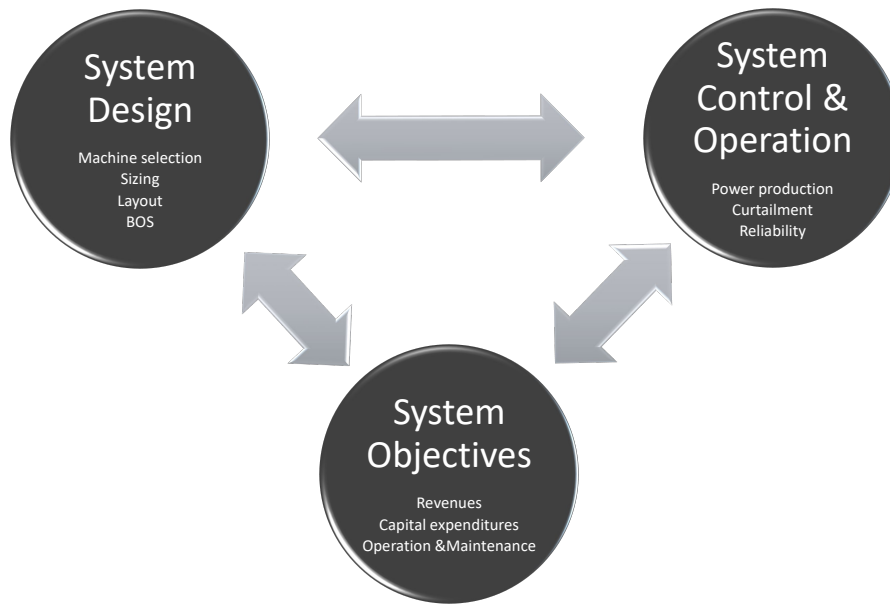 System
Design
Machine selection
Sizing
Layout
BOS
System
Control &
Operation
Power production
Curtailment
Reliability
System
Objectives
Revenues
Capital expenditures
Operation &Maintenance